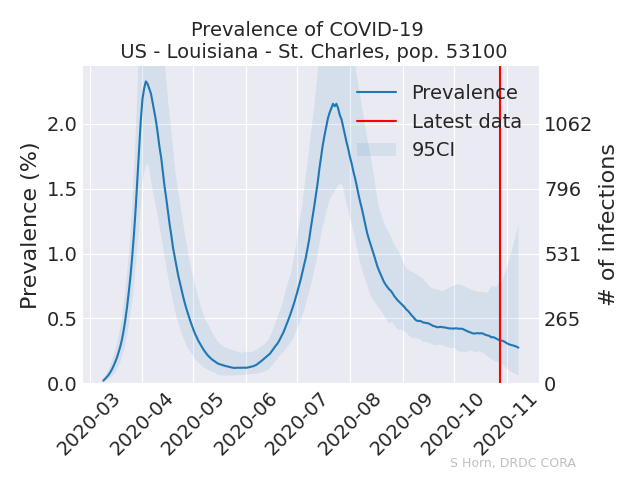 Prevalence of COVID-19
US - Louisiana - St. Charles, pop. 53100
Prevalence
Latest data
95CI
Prevalence (%)
2.0
1.5
1.0
0.5
0.0
1062
796
531
265
0
# of infections
2020-03
2020-04
2020-05
2020-06
2020-07
2020-08
2020-09
2020-10
2020-11
S Horn, DRDC CORA